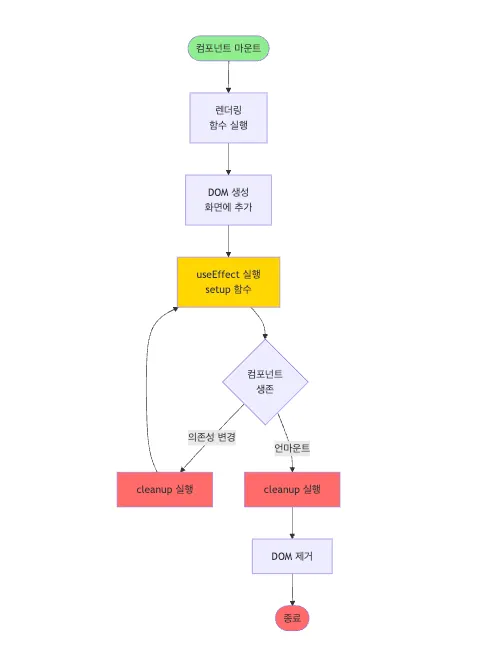 컴포넌트 마운트
렌더링
함수 실행
DOM 생성
화면에 추가
useEffect 실행
setup 함수
컴포넌트
생존
의존성 변경
언마운트
cleanup 실행
cleanup 실행
DOM 제거
종료